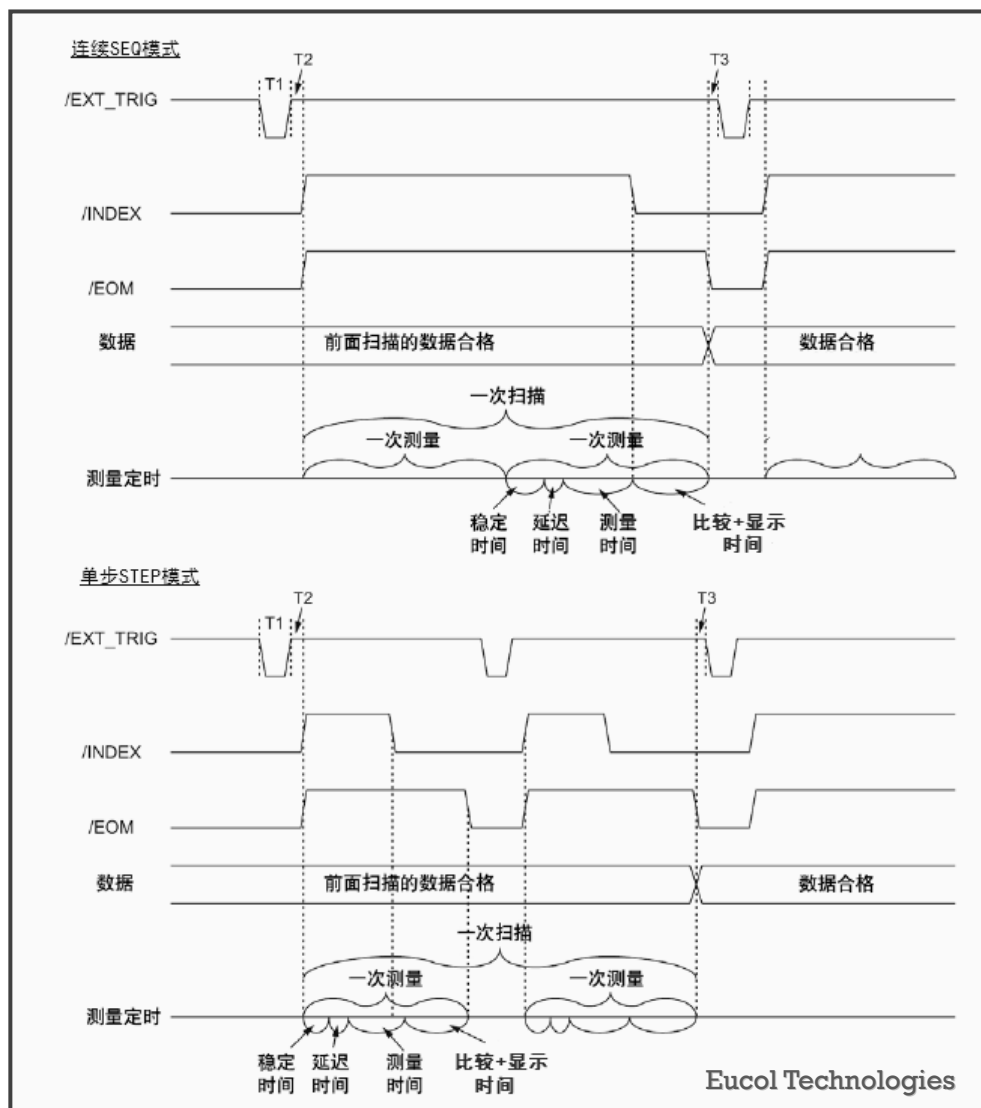 连续SEQ模式
T1 T2 T3
/EXT_TRIG
/INDEX
/EOM
数据 前面扫描的数据合格 数据合格
一次扫描
一次测量 一次测量
测量定时
稳定 延迟 测量 比较+显示
时间 时间 时间 时间
单步STEP模式
T1 T2 T3
/EXT_TRIG
/INDEX
/EOM
数据 前面扫描的数据合格 数据合格
一次扫描
一次测量 一次测量
测量定时
稳定 延迟 测量 比较+显示
时间 时间 时间 时间
Eucol Technologies